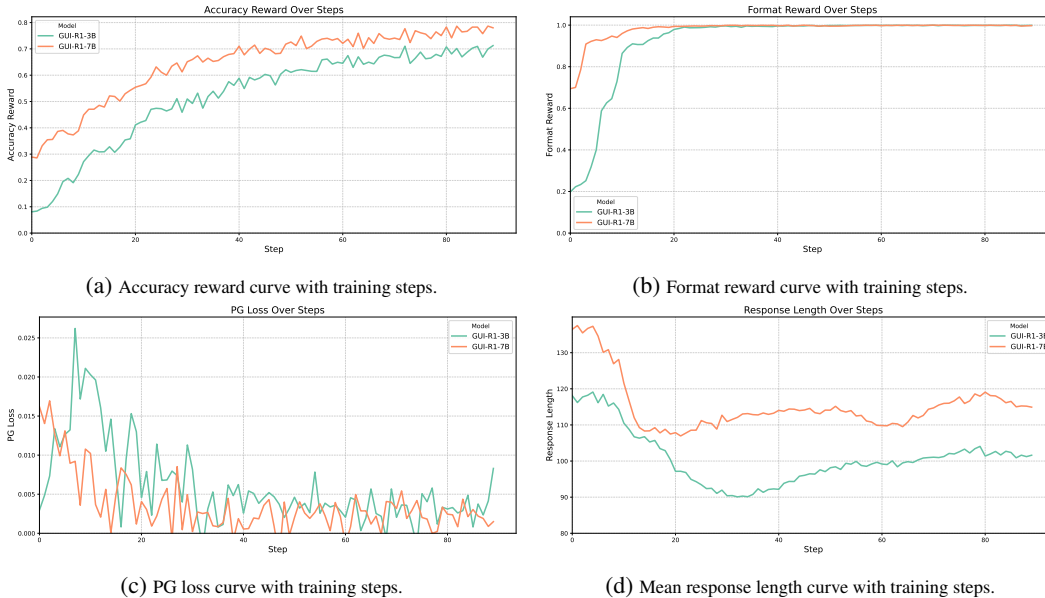 Accuracy Reward Over Steps
Model
GUI-R1-3B
GUI-R1-7B
Accuracy Reward
0.8
0.7
0.6
0.5
0.4
0.3
0.2
0.1
0.0
0 20 40 60 80
Step
(a) Accuracy reward curve with training steps.
Format Reward Over Steps
Format Reward
1.0
0.8
0.6
0.4
0.2
0.0
Model
GUI-R1-3B
GUI-R1-7B
0 20 40 60 80
Step
(b) Format reward curve with training steps.
PG Loss Over Steps
Model
GUI-R1-3B
GUI-R1-7B
PG Loss
0.025
0.020
0.015
0.010
0.005
0.000
0 20 40 60 80
Step
(c) PG loss curve with training steps.
Response Length Over Steps
Model
GUI-R1-3B
GUI-R1-7B
Response Length
130
120
110
100
90
80
0 20 40 60 80
Step
(d) Mean response length curve with training steps.